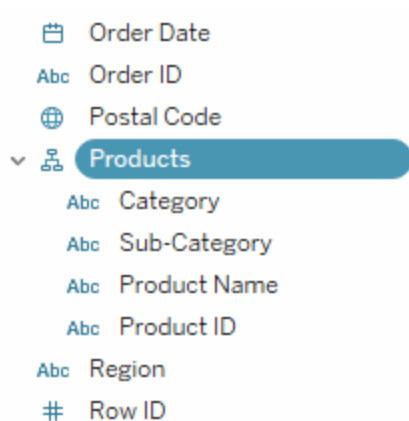 Order Date
Abc Order ID
Postal Code
Products
Abc Category
Abc Sub-Category
Abc Product Name
Abc Product ID
Abc Region
# Row ID